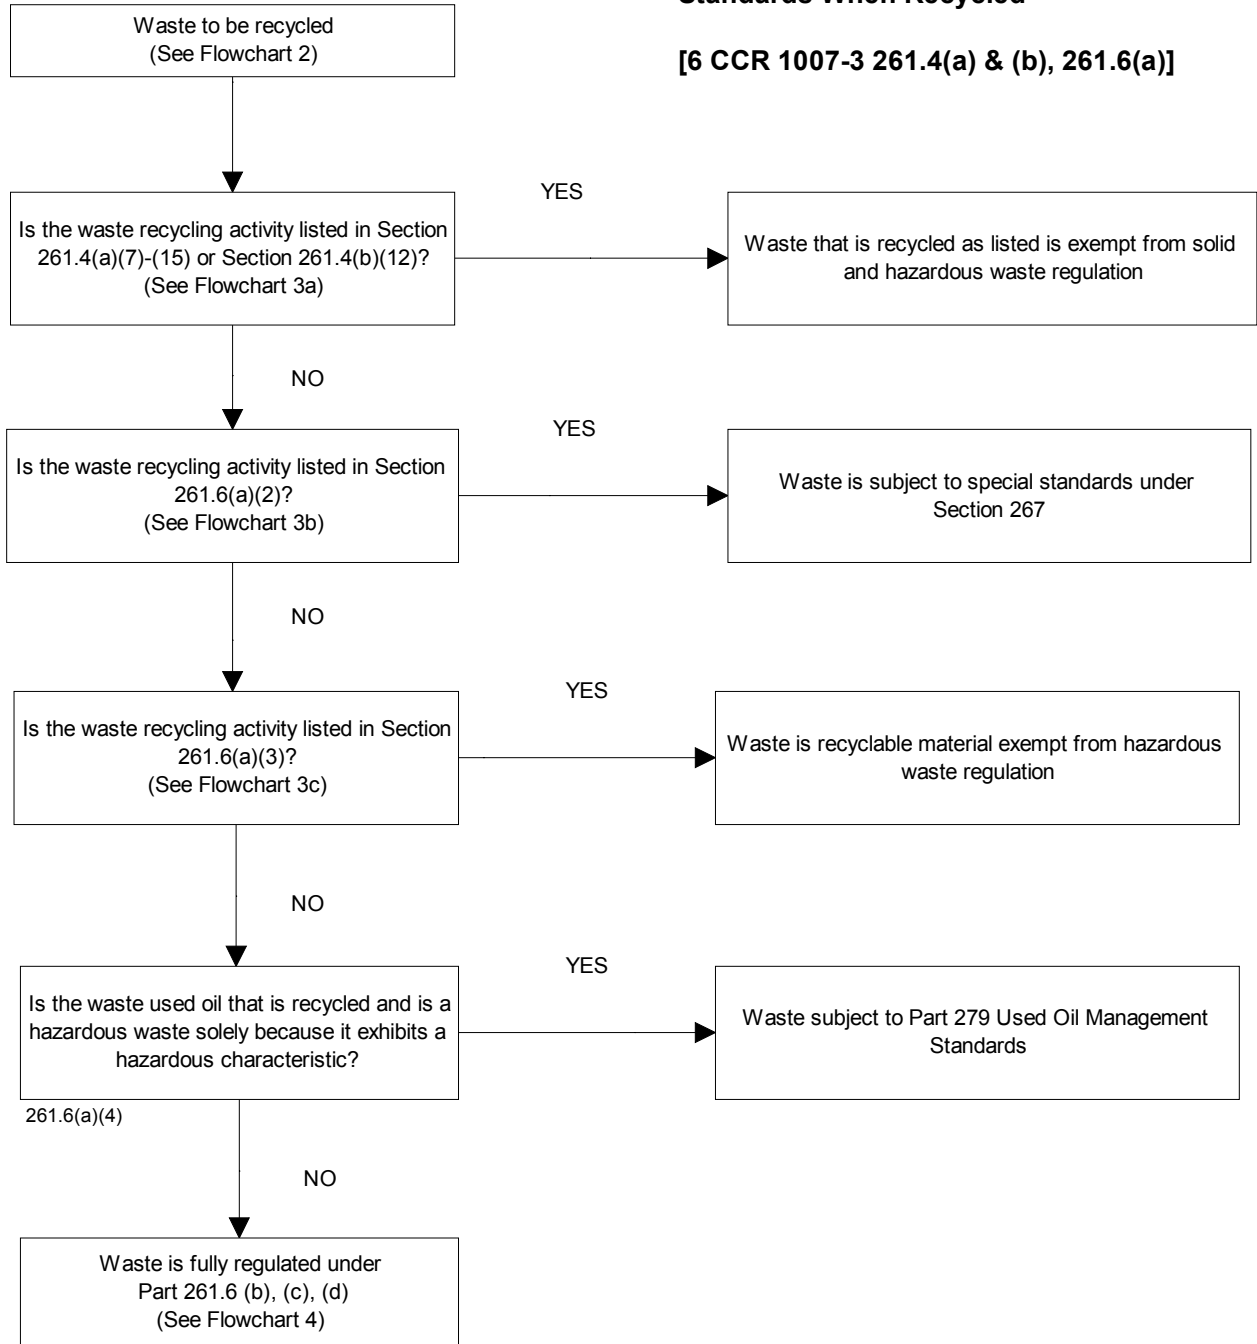 Standards When Recycled
[6 CCR 1007-3 261.4(a) & (b), 261.6(a)]
Waste to be recycled
(See Flowchart 2)
Is the waste recycling activity listed in Section
261.4(a)(7)-(15) or Section 261.4(b)(12)?
(See Flowchart 3a)
YES
Waste that is recycled as listed is exempt from solid
and hazardous waste regulation
NO
Is the waste recycling activity listed in Section
261.6(a)(2)?
(See Flowchart 3b)
YES
Waste is subject to special standards under
Section 267
NO
Is the waste recycling activity listed in Section
261.6(a)(3)?
(See Flowchart 3c)
YES
Waste is recyclable material exempt from hazardous
waste regulation
NO
Is the waste used oil that is recycled and is a
hazardous waste solely because it exhibits a
hazardous characteristic?
261.6(a)(4)
YES
Waste subject to Part 279 Used Oil Management
Standards
NO
Waste is fully regulated under
Part 261.6 (b), (c), (d)
(See Flowchart 4)